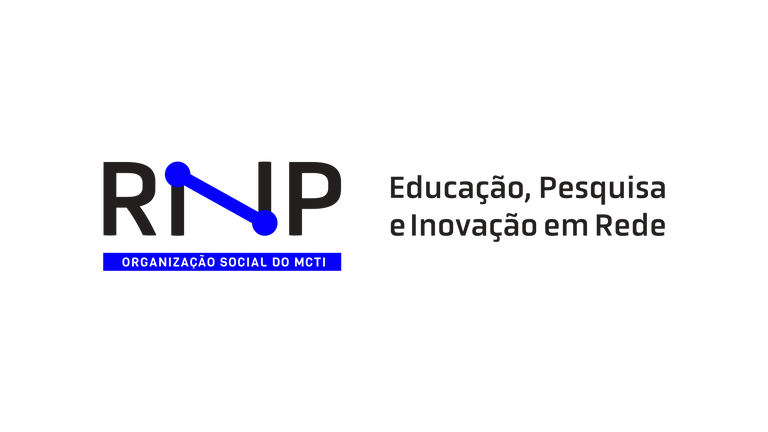 RNP
ORGANIZAÇÃO SOCIAL DO MCTI
Educação, Pesquisa
e Inovação em Rede